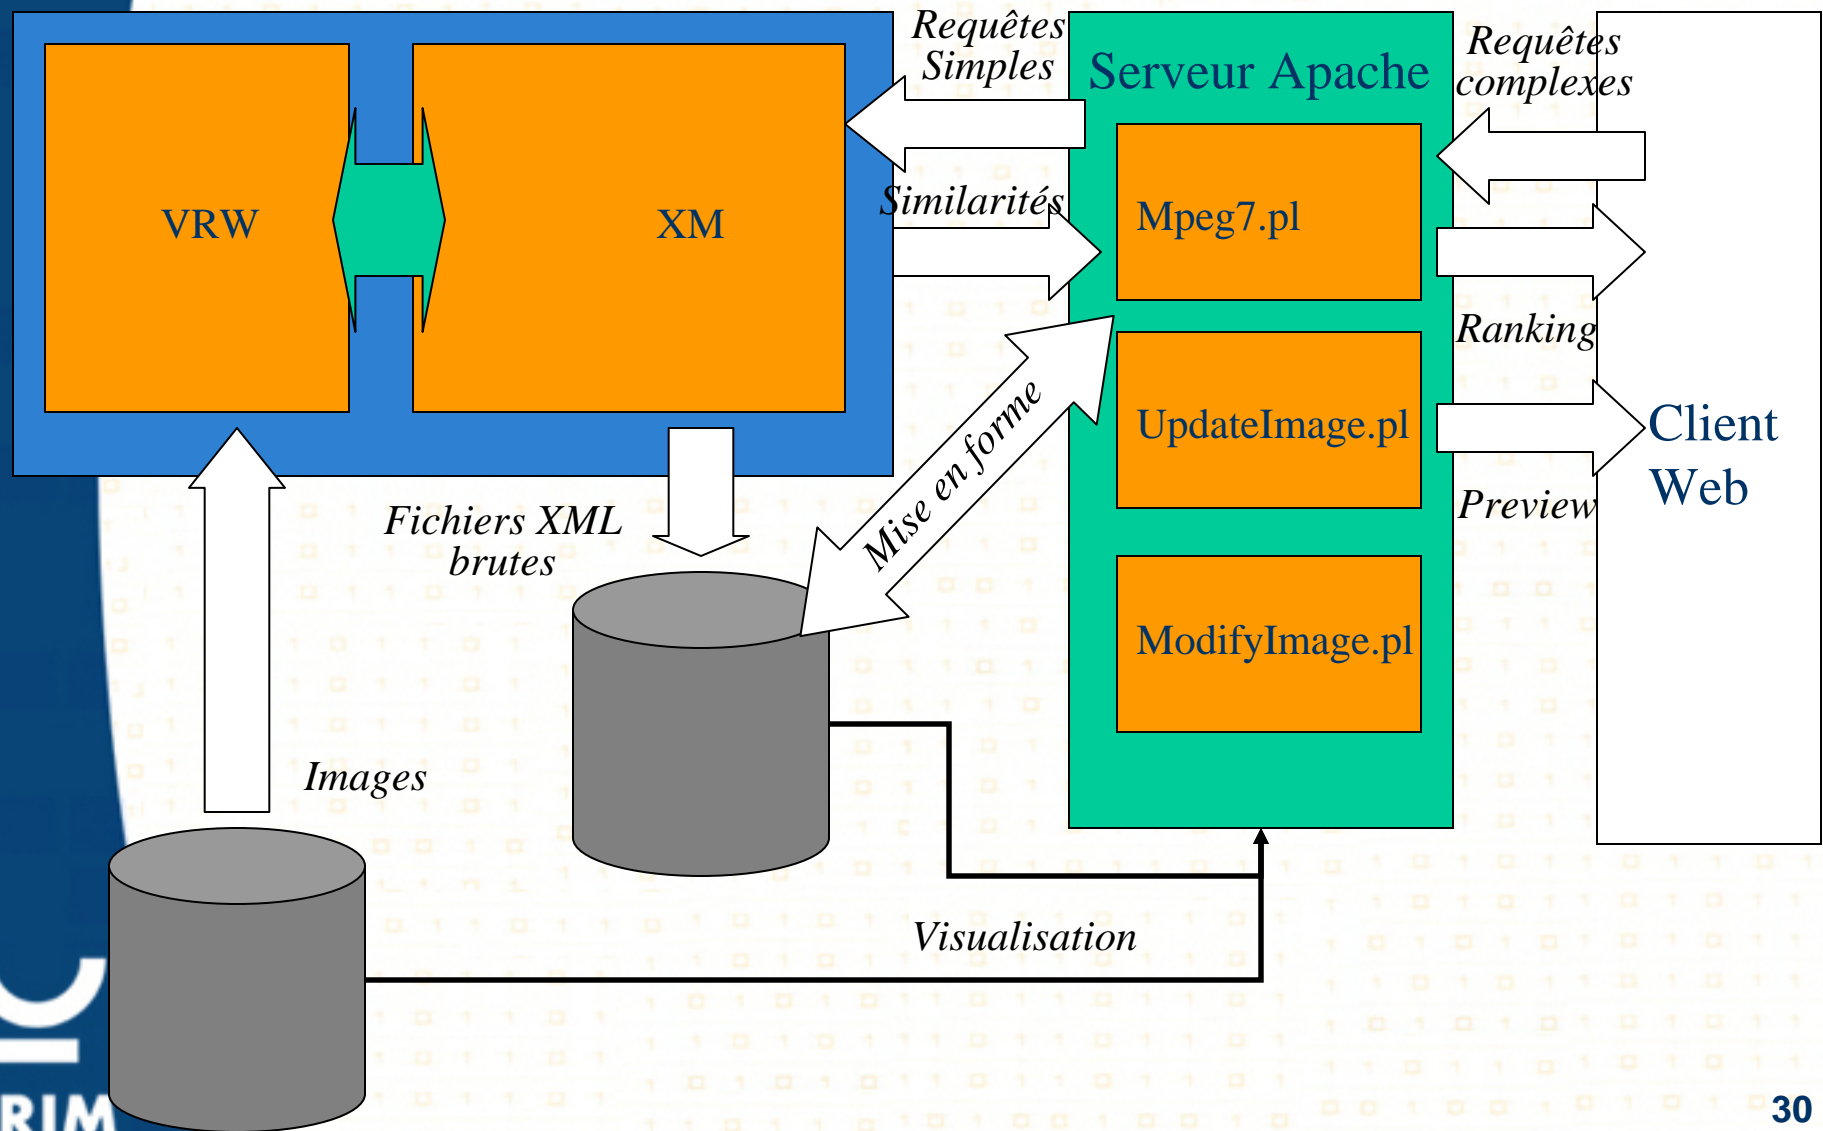 Requêtes
Simples
Serveur Apache
Requêtes
complexes
VRW
XM
Similarités
Mpeg7.pl
Ranking
Mise en forme
UpdateImage.pl
Client
Web
Preview
Fichiers XML
brutes
ModifyImage.pl
Images
Visualisation
RIM
30